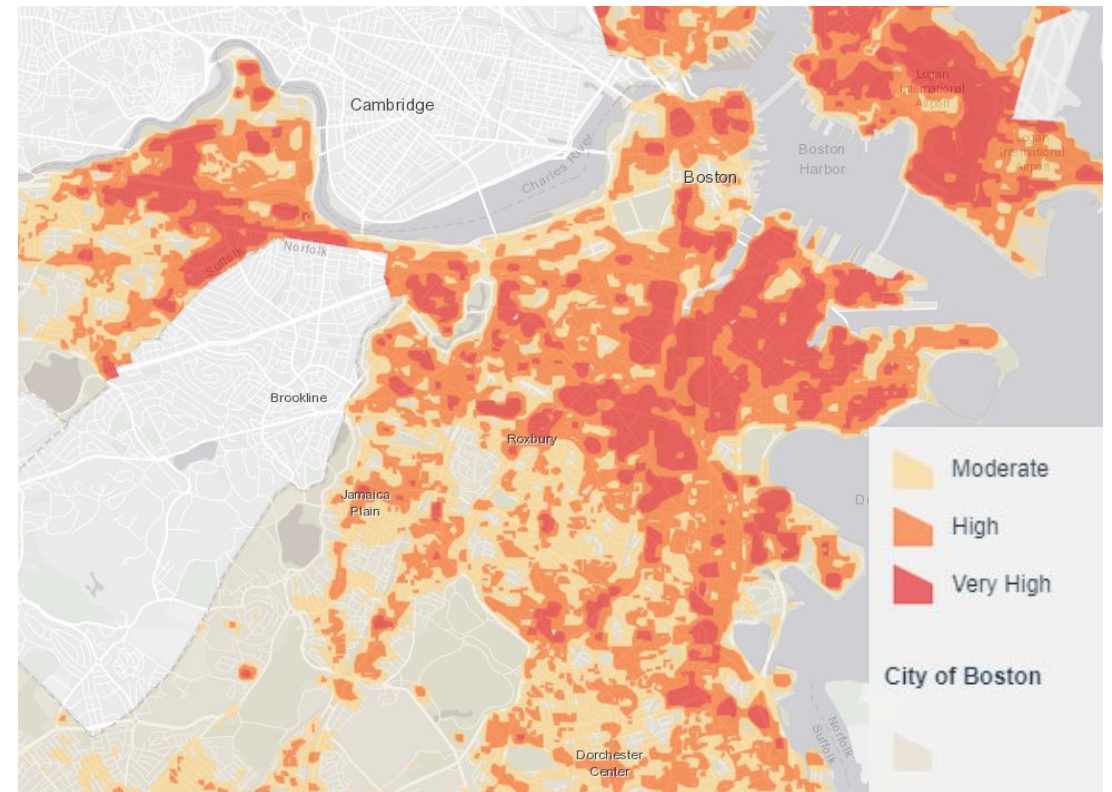 Cambridge
Logan
International
Airport
Logan
International
Airport
Boston
Harbor
Charles River
Boston
Suffolk
Norfolk
Brookline
Roxbury
Jamaica
Plain
Moderate
High
Very High
City of Boston
Norfolk
Suffolk
Dorchester
Center